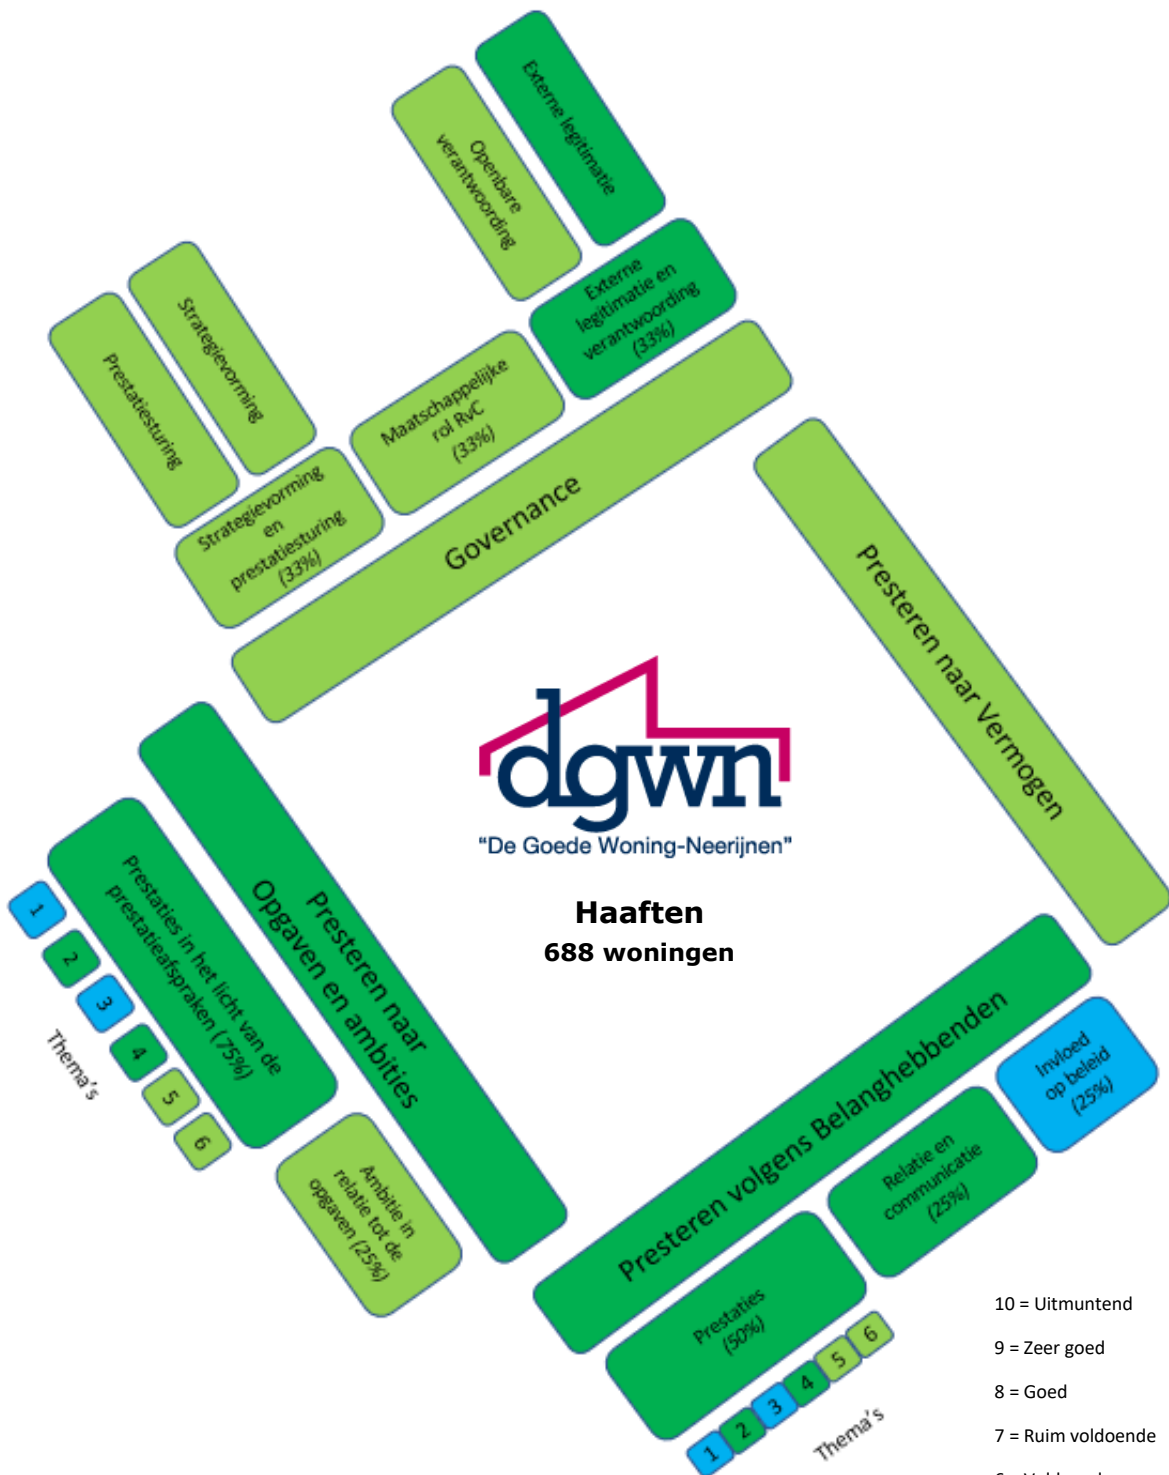 Externe legitimatie
Openbare
verantwoording
Externe
legitimatie en
verantwoording
(33%)
Strategievorming
Prestatiesturing
Maatschappelijke
rol RvC
(33%)
Strategievorming
en
prestatiesturing
(33%)
Governance
Presteren naar Vermogen
dgwn
"De Goede Woning-Neerijnen"
Haaften
688 woningen
Presteren naar
Opgaven en ambities
Prestaties in het licht van de
prestatieafspraken (75%)
1
2
3
4
5
6
Thema's
Ambitie in
relatie tot de
opgaven (25%)
Presteren volgens Belanghebbenden
Invloed
op beleid
(25%)
Relatie en
communicatie
(25%)
Prestaties
(50%)
1
2
3
4
5
6
Thema's
10 = Uitmuntend
9 = Zeer goed
8 = Goed
7 = Ruim voldoende